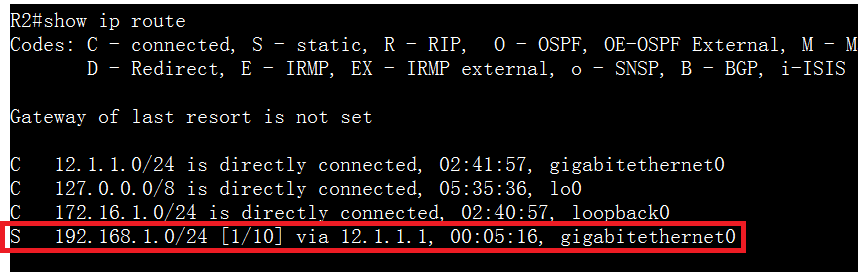 R2#show ip route
Codes: C - connected, S - static, R - RIP,  O - OSPF, OE-OSPF External, M - M
       D - Redirect, E - IRMP, EX - IRMP external, o - SNSP, B - BGP, i-ISIS
Gateway of last resort is not set
C   12.1.1.0/24 is directly connected, 02:41:57, gigabitethernet0
C   127.0.0.0/8 is directly connected, 05:35:36, lo0
C   172.16.1.0/24 is directly connected, 02:40:57, loopback0
S   192.168.1.0/24 [1/10] via 12.1.1.1, 00:05:16, gigabitethernet0